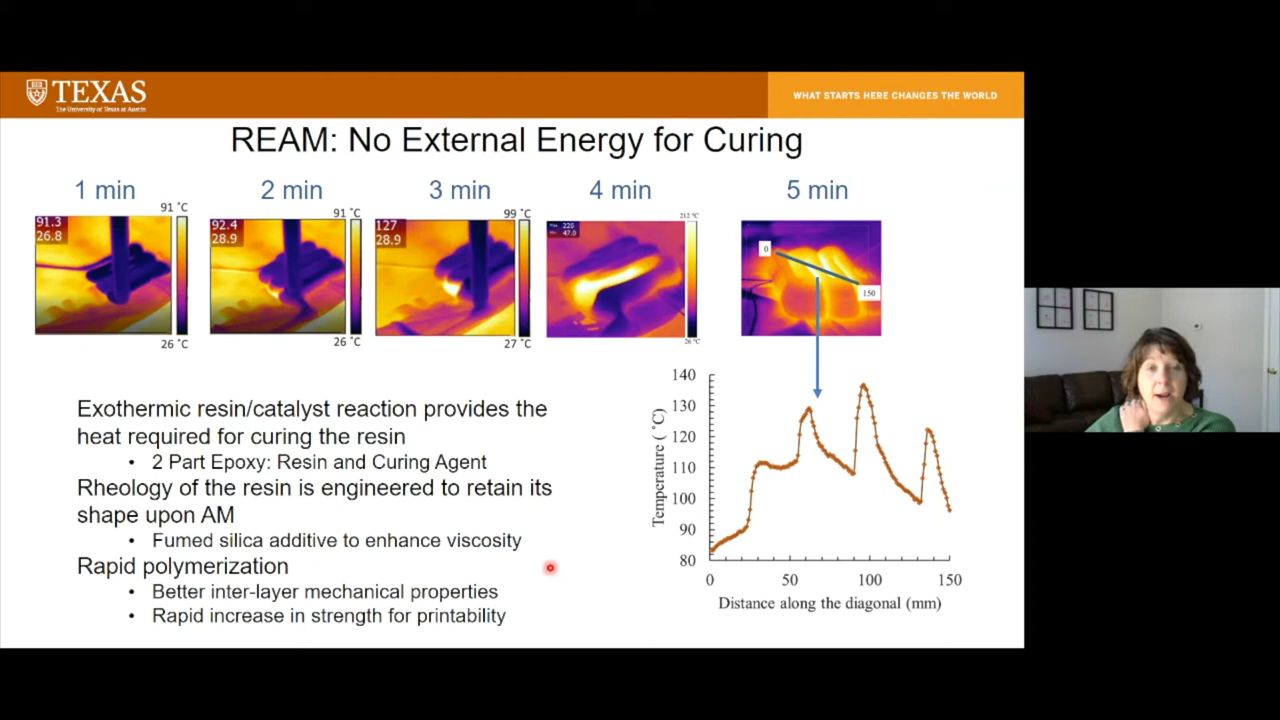 TEXAS
The University of Texas at Austin
WHAT STARTS HERE CHANGES THE WORLD
REAM: No External Energy for Curing
1 min
2 min
3 min
4 min
5 min
91 °C
91.3
26.8
26 °C
91 °C
92.4
28.9
26 °C
99 °C
127
28.9
27 °C
212 °C
Max 225
47.0
26 °C
0
150
Exothermic resin/catalyst reaction provides the
heat required for curing the resin
• 2 Part Epoxy: Resin and Curing Agent
Rheology of the resin is engineered to retain its
shape upon AM
• Fumed silica additive to enhance viscosity
Rapid polymerization
• Better inter-layer mechanical properties
• Rapid increase in strength for printability
Temperature (˚C)
140
130
120
110
100
90
80
0
50
100
150
Distance along the diagonal (mm)